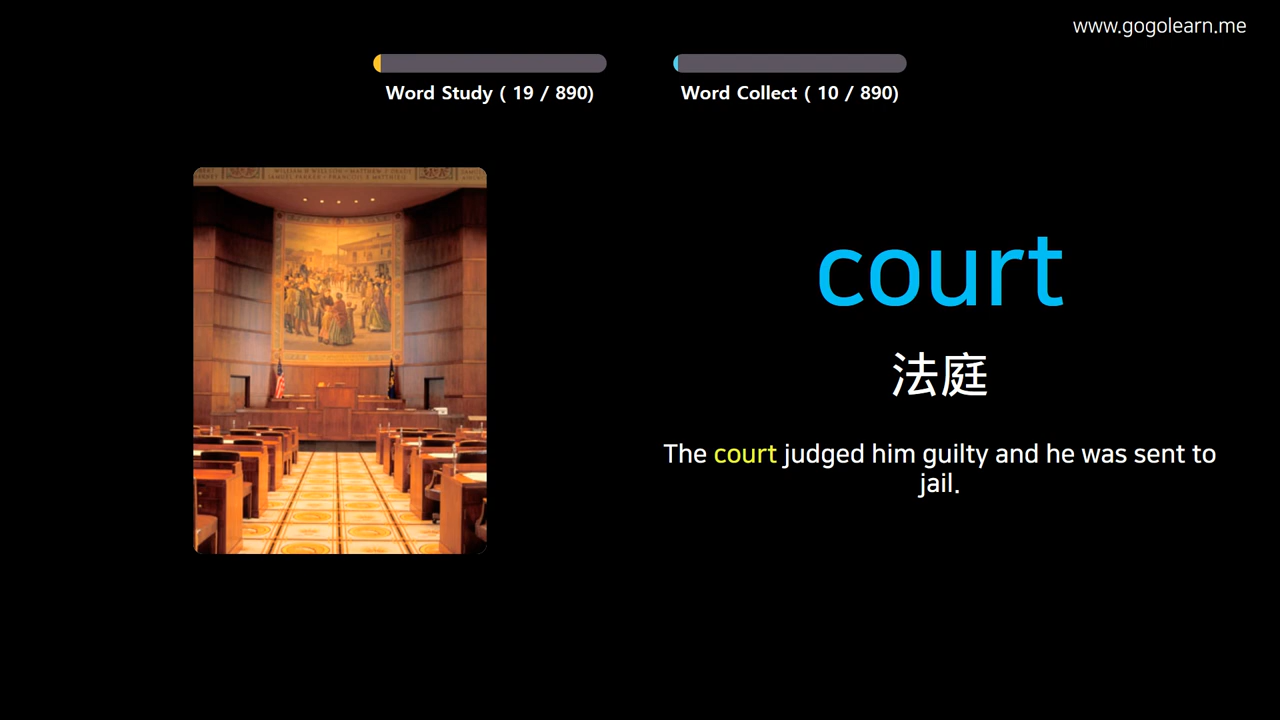 www.gogolearn.me
Word Study ( 19 / 890)
Word Collect ( 10 / 890)
court
法庭
The court judged him guilty and he was sent to
jail.